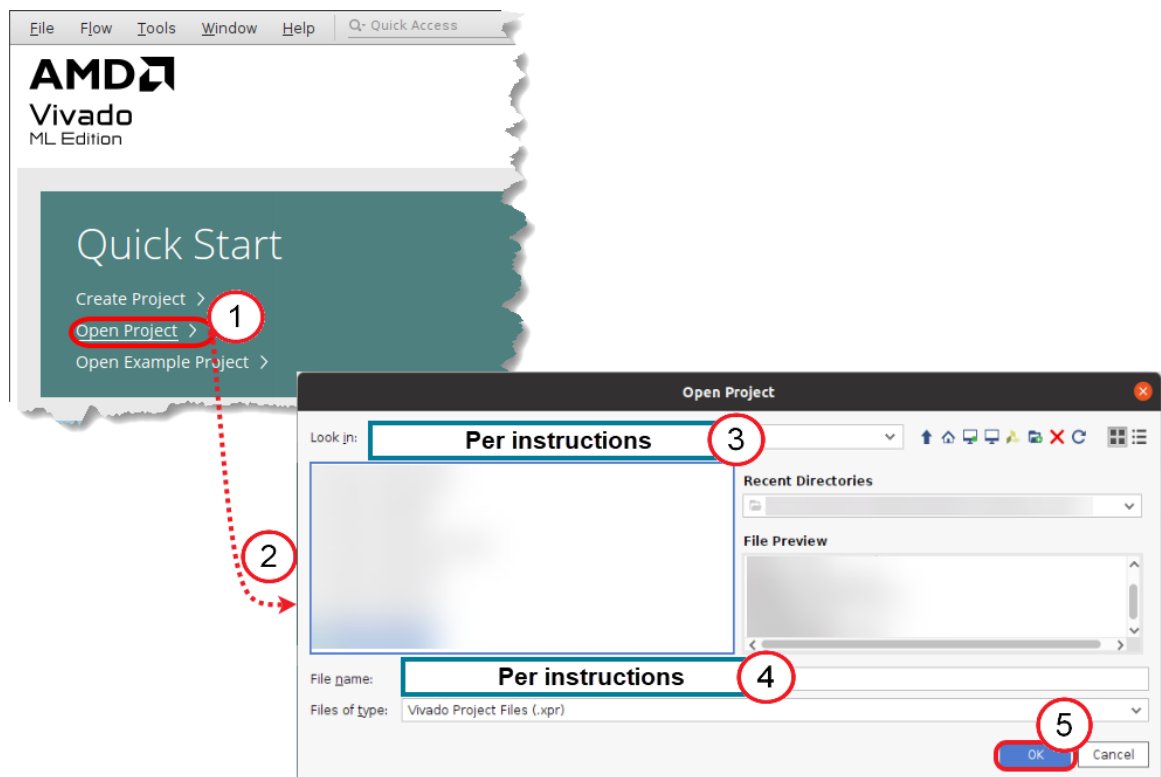 File Flow Tools Window Help Quick Access
AMD
Vivado
ML Edition
Quick Start
Create Project >
1
Open Project >
Open Example Project >
Open Project
Look in: Per instructions 3
Recent Directories
2
File Preview
File name: Per instructions 4
Files of type: Vivado Project Files (.xpr)
5
OK Cancel